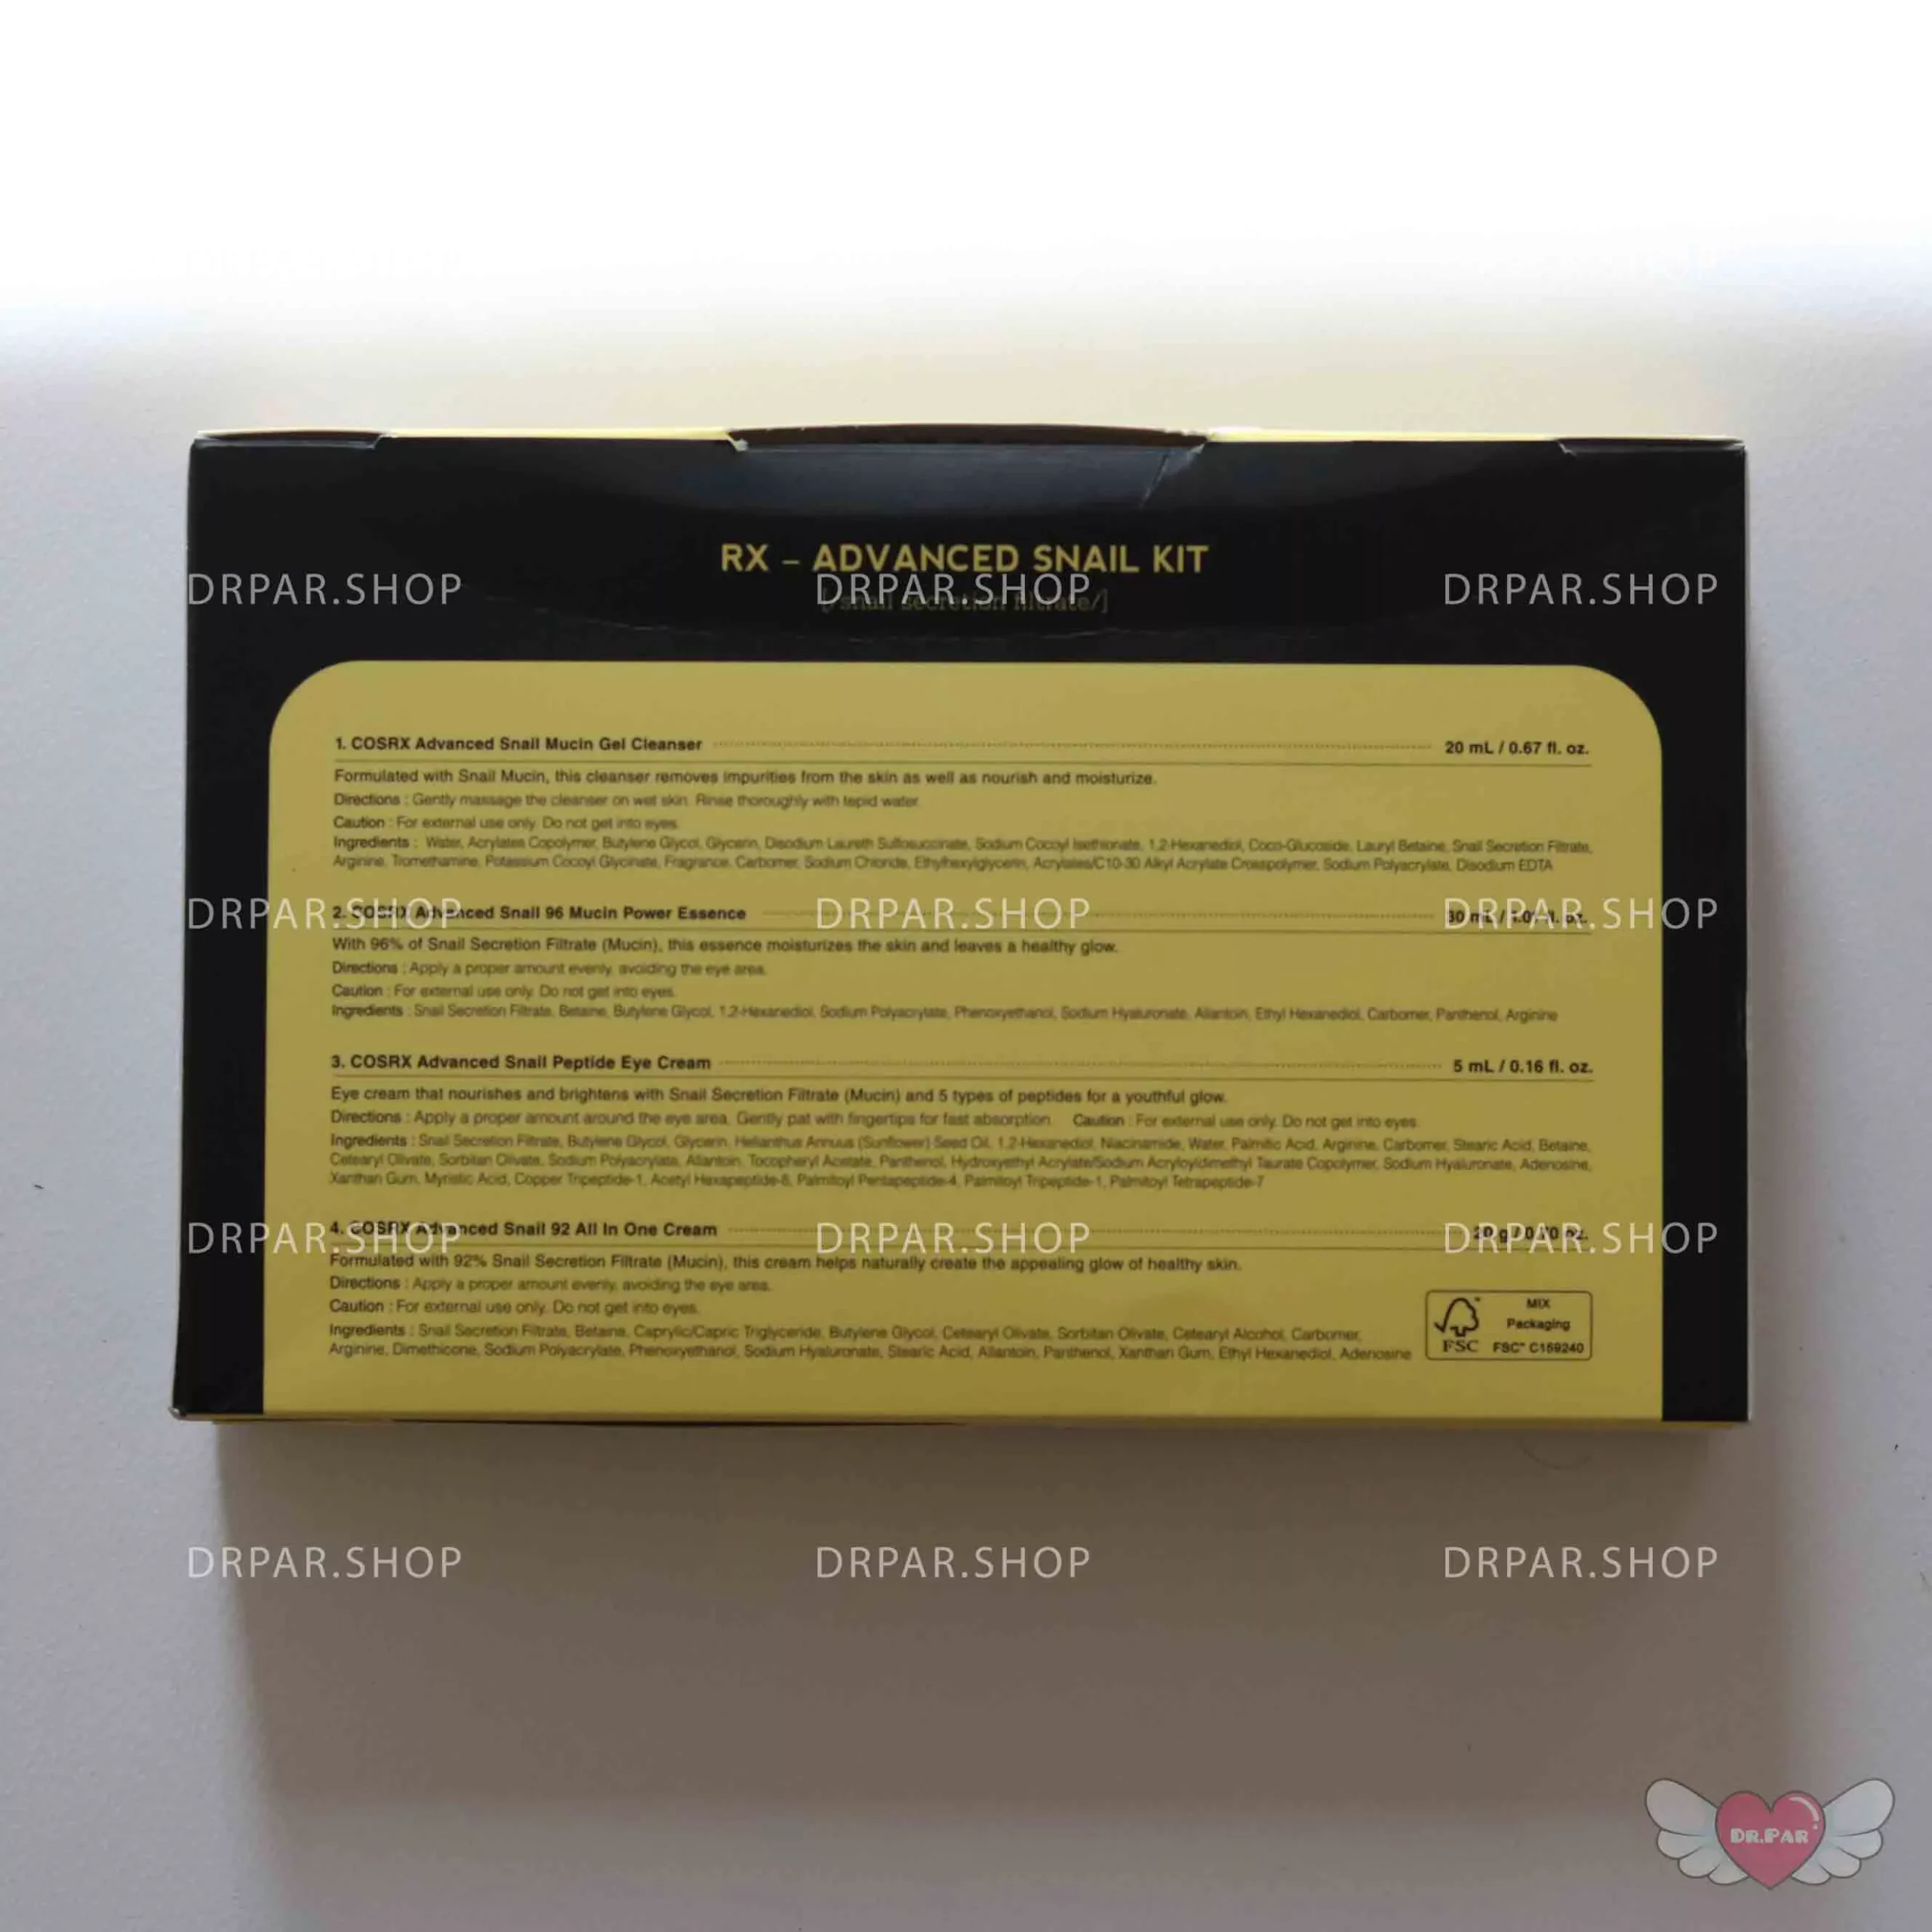 RX – ADVANCED SNAIL KIT
[/snail secretion filtrate/]
1. COSRX Advanced Snail Mucin Gel Cleanser 20 mL / 0.67 fl. oz.
Formulated with Snail Mucin, this cleanser removes impurities from the skin as well as nourish and moisturize.
Directions : Gently massage the cleanser on wet skin. Rinse thoroughly with tepid water.
Caution : For external use only. Do not get into eyes.
Ingredients : Water, Acrylates Copolymer, Butylene Glycol, Glycerin, Disodium Laureth Sulfosuccinate, Sodium Cocoyl Isethionate, 1,2-Hexanediol, Coco-Glucoside, Lauryl Betaine, Snail Secretion Filtrate,
Arginine, Tromethamine, Potassium Cocoyl Glycinate, Fragrance, Carbomer, Sodium Chloride, Ethylhexylglycerin, Acrylates/C10-30 Alkyl Acrylate Crosspolymer, Sodium Polyacrylate, Disodium EDTA
2. COSRX Advanced Snail 96 Mucin Power Essence 30 mL / fl. oz.
With 96% of Snail Secretion Filtrate (Mucin), this essence moisturizes the skin and leaves a healthy glow.
Directions : Apply a proper amount evenly, avoiding the eye area.
Caution : For external use only. Do not get into eyes.
Ingredients : Snail Secretion Filtrate, Betaine, Butylene Glycol, 1,2-Hexanediol, Sodium Polyacrylate, Phenoxyethanol, Sodium Hyaluronate, Allantoin, Ethyl Hexanediol, Carbomer, Panthenol, Arginine
3. COSRX Advanced Snail Peptide Eye Cream 5 mL / 0.16 fl. oz.
Eye cream that nourishes and brightens with Snail Secretion Filtrate (Mucin) and 5 types of peptides for a youthful glow.
Directions : Apply a proper amount around the eye area. Gently pat with fingertips for fast absorption. Caution : For external use only. Do not get into eyes.
Ingredients : Snail Secretion Filtrate, Butylene Glycol, Glycerin, Helianthus Annuus (Sunflower) Seed Oil, 1,2-Hexanediol, Niacinamide, Water, Palmitic Acid, Arginine, Carbomer, Stearic Acid, Betaine,
Cetearyl Olivate, Sorbitan Olivate, Sodium Polyacrylate, Allantoin, Tocopheryl Acetate, Panthenol, Hydroxyethyl Acrylate/Sodium Acryloyldimethyl Taurate Copolymer, Sodium Hyaluronate, Adenosine,
Xanthan Gum, Myristic Acid, Copper Tripeptide-1, Acetyl Hexapeptide-8, Palmitoyl Pentapeptide-4, Palmitoyl Tripeptide-1, Palmitoyl Tetrapeptide-7
4. COSRX Advanced Snail 92 All In One Cream 20 g / 0.70 oz.
Formulated with 92% Snail Secretion Filtrate (Mucin), this cream helps naturally create the appealing glow of healthy skin.
Directions : Apply a proper amount evenly, avoiding the eye area.
Caution : For external use only. Do not get into eyes.
Ingredients : Snail Secretion Filtrate, Betaine, Caprylic/Capric Triglyceride, Butylene Glycol, Cetearyl Olivate, Sorbitan Olivate, Cetearyl Alcohol, Carbomer,
Arginine, Dimethicone, Sodium Polyacrylate, Phenoxyethanol, Sodium Hyaluronate, Stearic Acid, Allantoin, Panthenol, Xanthan Gum, Ethyl Hexanediol, Adenosine
MIX
Packaging
FSC FSC™ C169240
DRPAR.SHOP DRPAR.SHOP DRPAR.SHOP
DRPAR.SHOP DRPAR.SHOP DRPAR.SHOP
DRPAR.SHOP DRPAR.SHOP DRPAR.SHOP
DRPAR.SHOP DRPAR.SHOP DRPAR.SHOP
DR.PAR